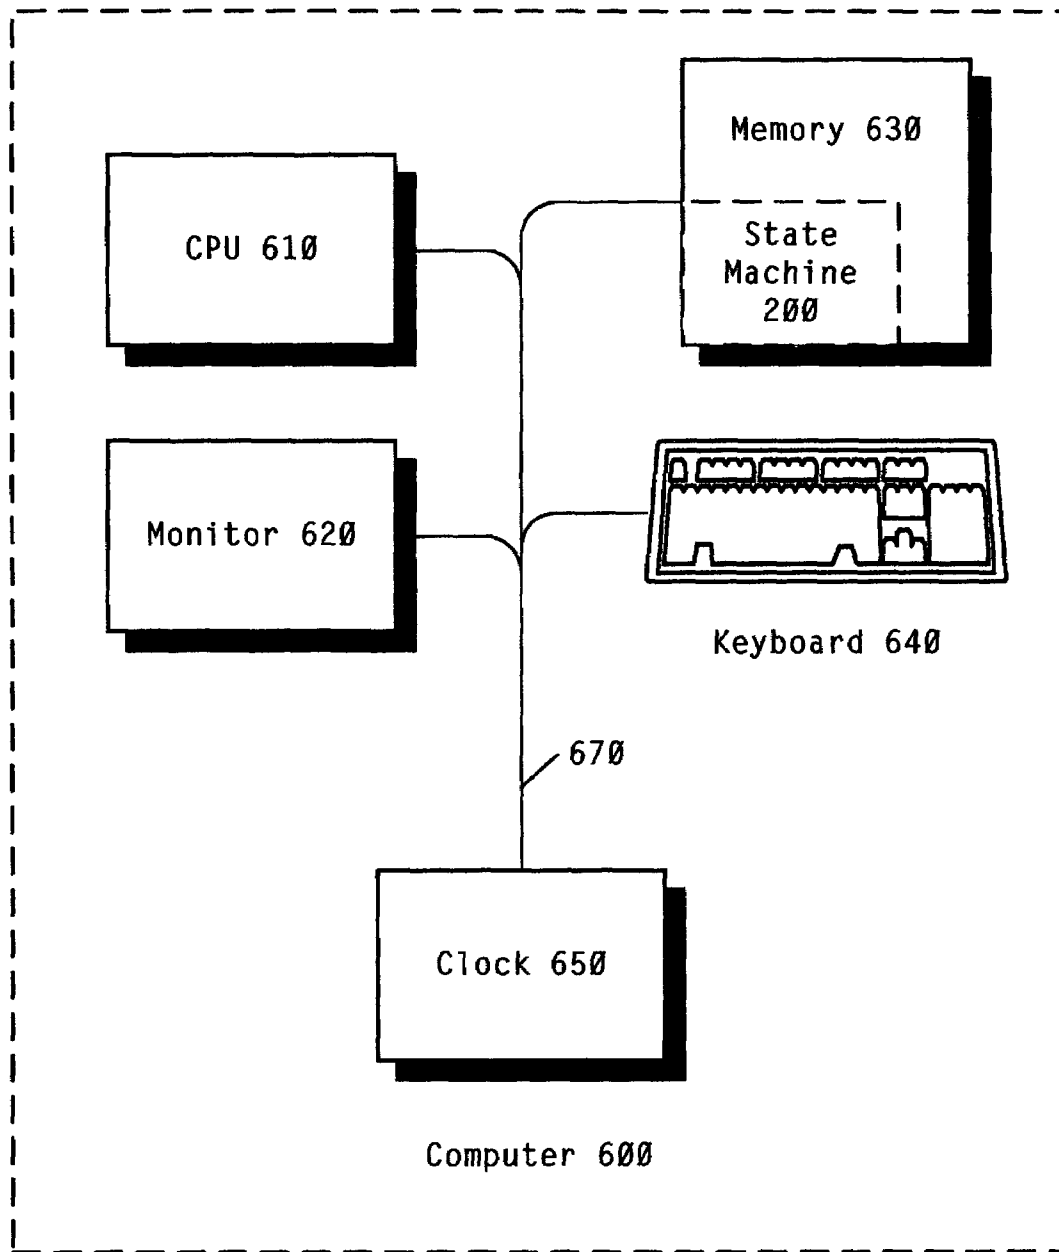 Memory 630
CPU 610
State
Machine
200
Monitor 620
Keyboard 640
670
Clock 650
Computer 600